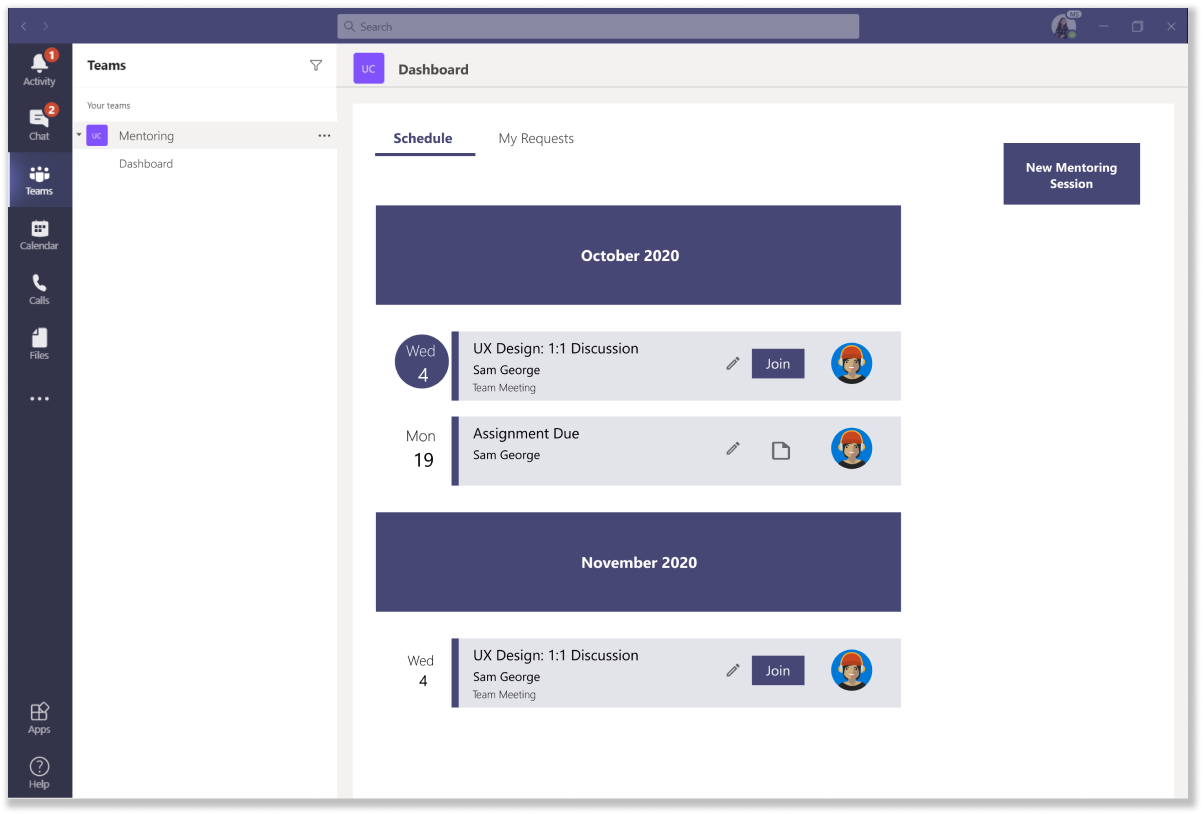 Search
MS
1
Activity
2
Chat
Teams
Calendar
Calls
Files
Apps
Help
Teams
Your teams
UC Mentoring
Dashboard
UC Dashboard
Schedule My Requests
New Mentoring
Session
October 2020
Wed
4
UX Design: 1:1 Discussion
Sam George
Team Meeting
Join
Mon
19
Assignment Due
Sam George
November 2020
Wed
4
UX Design: 1:1 Discussion
Sam George
Team Meeting
Join